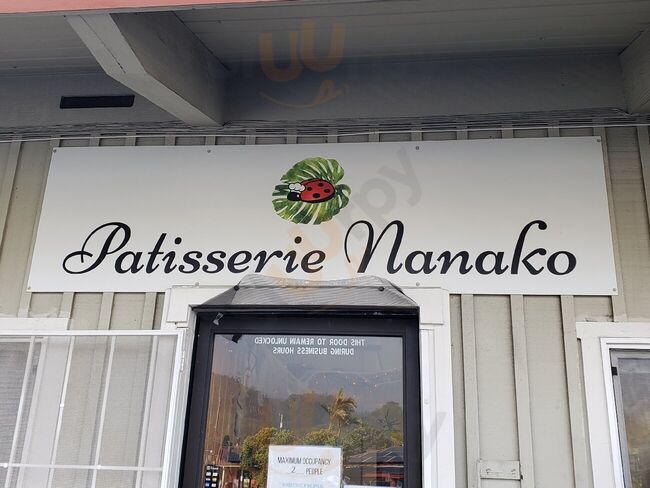 Patisserie Nanako
THIS DOOR TO REMAIN UNLOCKED
DURING BUSINESS HOURS
MAXIMUM OCCUPANCY
2 PEOPLE